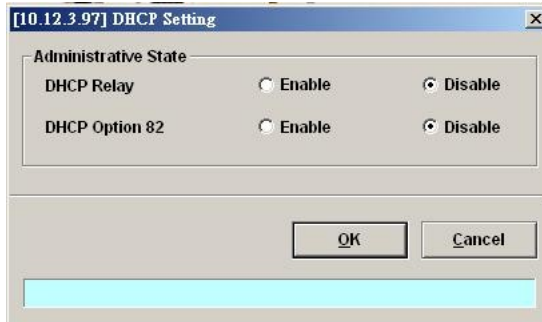 [10.12.3.97] DHCP Setting
Administrative State
DHCP Relay Enable Disable
DHCP Option 82 Enable Disable
OK Cancel